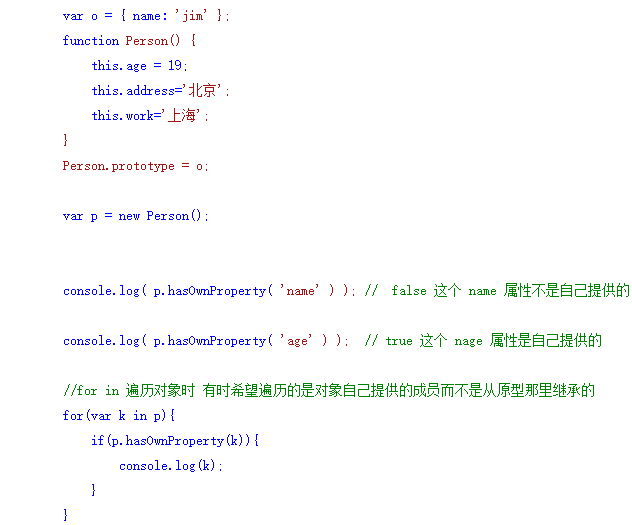 var o = { name: 'jim' };
function Person() {
this.age = 19;
this.address='北京';
this.work='上海';
}
Person.prototype = o;
var p = new Person();
console.log( p.hasOwnProperty( 'name' ) ); // false 这个 name 属性不是自己提供的
console.log( p.hasOwnProperty( 'age' ) ); // true 这个 nage 属性是自己提供的
//for in 遍历对象时 有时希望遍历的是对象自己提供的成员而不是从原型那里继承的
for(var k in p){
if(p.hasOwnProperty(k)){
console.log(k);
}
}